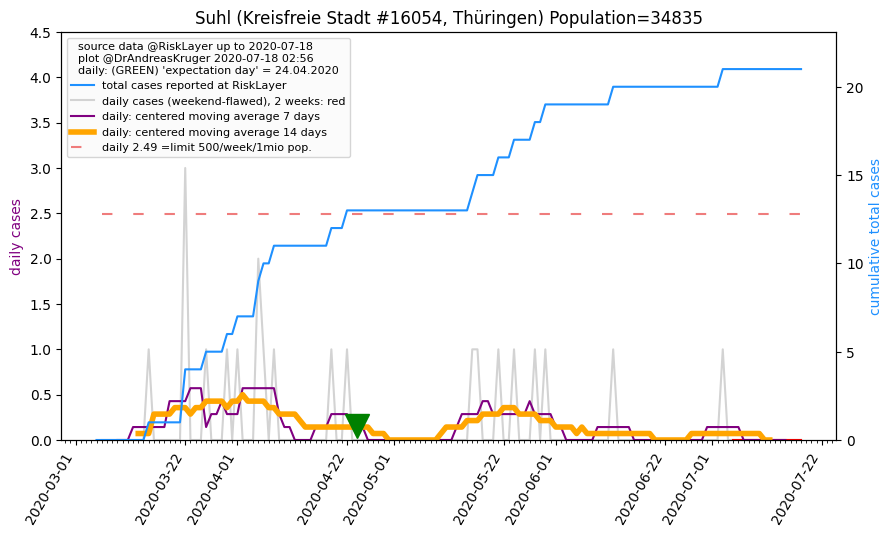 Suhl (Kreisfreie Stadt #16054, Thüringen) Population=34835
source data @RiskLayer up to 2020-07-18
plot @DrAndreasKruger 2020-07-18 02:56
daily: (GREEN) 'expectation day' = 24.04.2020
total cases reported at RiskLayer
daily cases (weekend-flawed), 2 weeks: red
daily: centered moving average 7 days
daily: centered moving average 14 days
daily 2.49 =limit 500/week/1mio pop.
daily cases
4.5
4.0
3.5
3.0
2.5
2.0
1.5
1.0
0.5
0.0
cumulative total cases
20
15
10
5
0
2020-03-01
2020-03-22
2020-04-01
2020-04-22
2020-05-01
2020-05-22
2020-06-01
2020-06-22
2020-07-01
2020-07-22